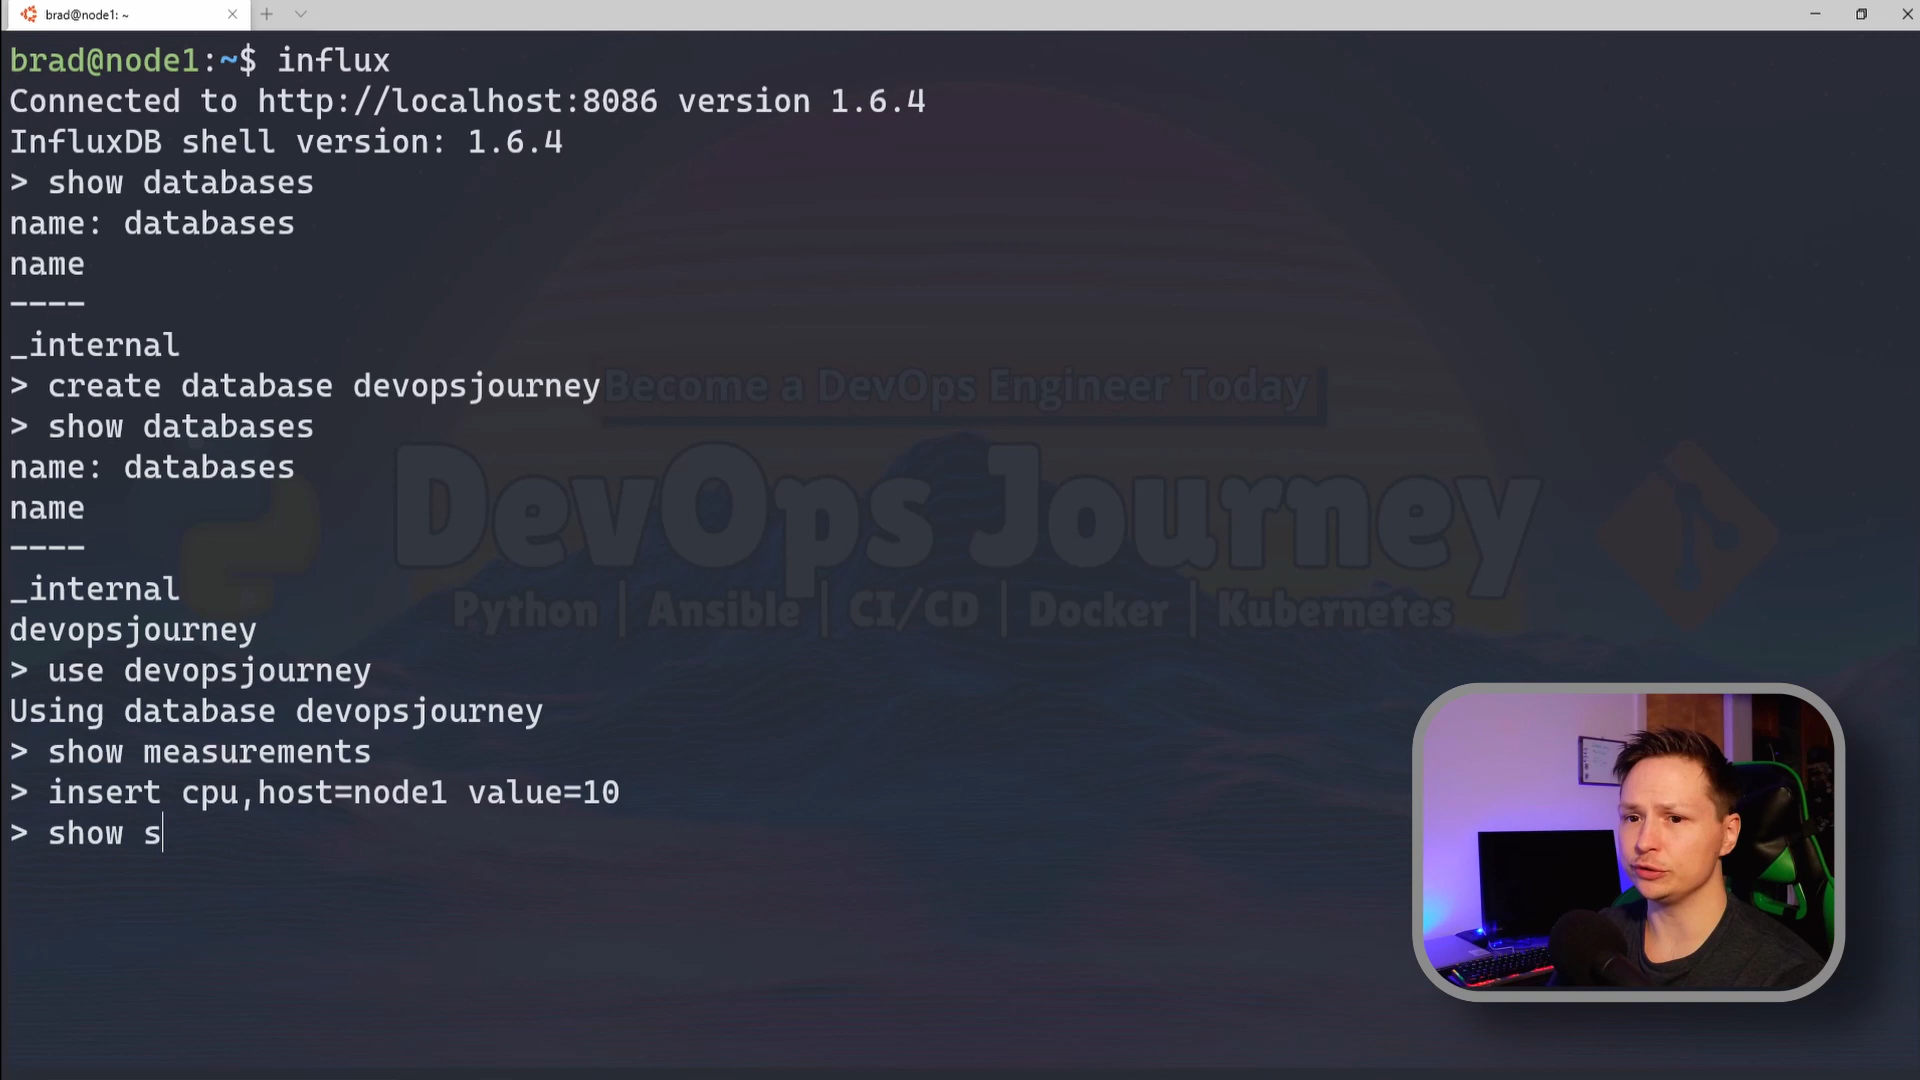 brad@node1: ~
brad@node1:~$ influx
Connected to http://localhost:8086 version 1.6.4
InfluxDB shell version: 1.6.4
> show databases
name: databases
name
----
_internal
> create database devopsjourney
Become a DevOps Engineer Today
> show databases
name: databases
name
----
_internal
DevOps Journey
Python | Ansible | CI/CD | Docker | Kubernetes
devopsjourney
> use devopsjourney
Using database devopsjourney
> show measurements
> insert cpu,host=node1 value=10
> show s